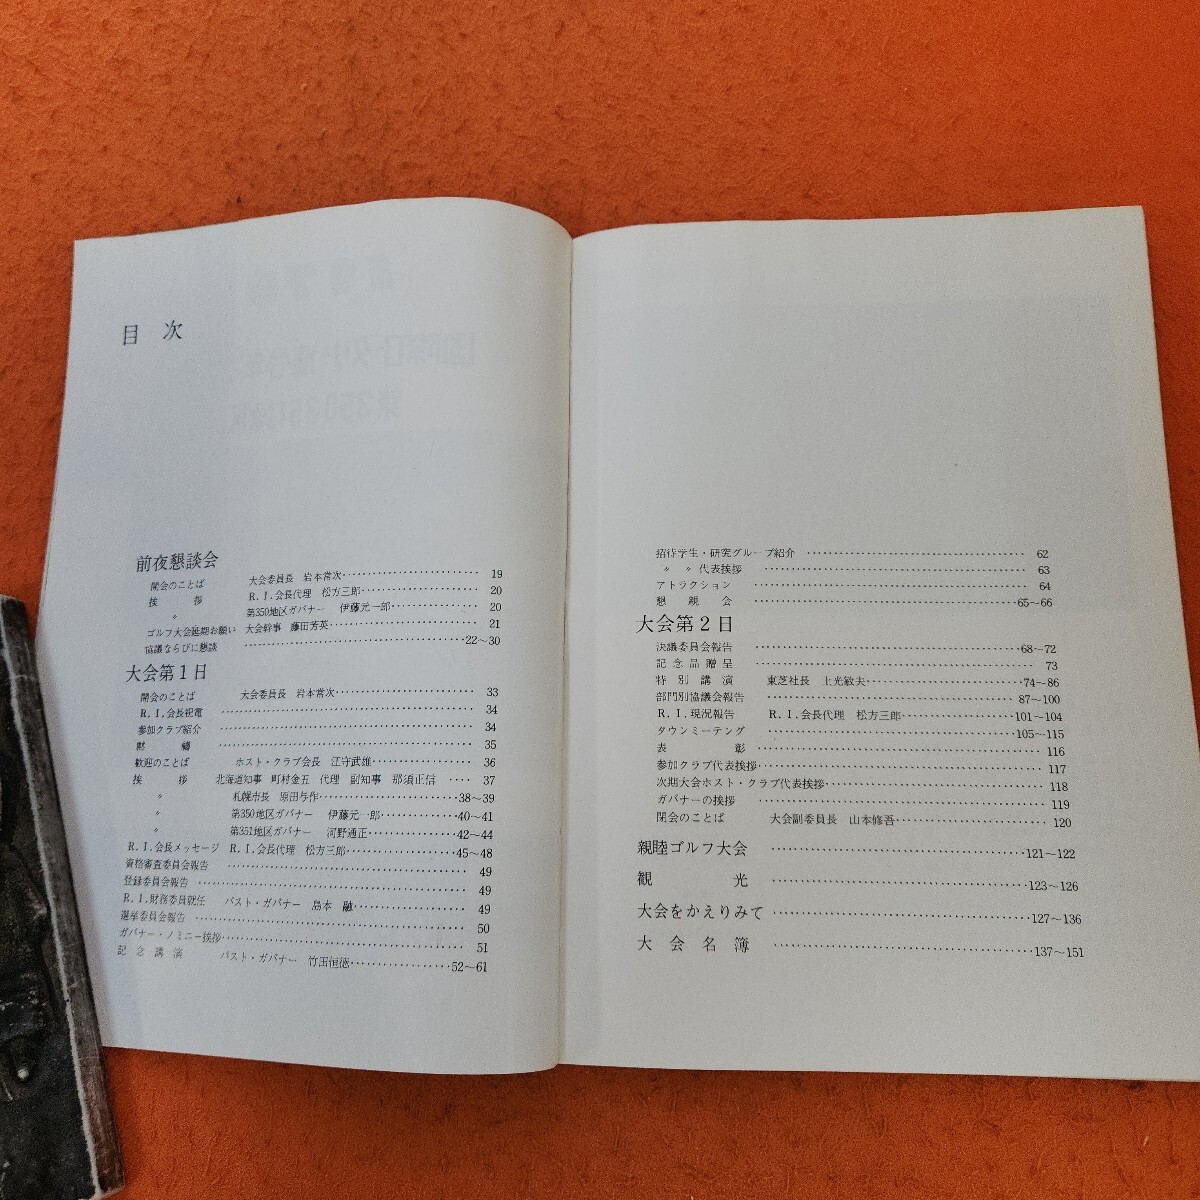 目次
前夜懇談会
開会のことば 大会委員長 岩本常次 19
挨拶 R.I.会長代理 松方三郎 20
〃 第350地区ガバナー 伊藤元一郎 20
ゴルフ大会延期お願い 大会幹事 藤田芳英 21
協議ならびに懇談 22~30
大会第1日
開会のことば 大会委員長 岩本常次 33
R.I.会長祝電 34
参加クラブ紹介 34
黙禱 35
歓迎のことば ホスト・クラブ会長 江守武雄 36
挨拶 北海道知事 町村金五 代理 副知事 那須正信 37
〃 札幌市長 原田与作 38~39
〃 第350地区ガバナー 伊藤元一郎 40~41
〃 第351地区ガバナー 河野通正 42~44
R.I.会長メッセージ R.I.会長代理 松方三郎 45~48
資格審査委員会報告 49
登録委員会報告 49
R.I.財務委員就任 パスト・ガバナー 島本融 49
選挙委員会報告 50
ガバナー・ノミニー挨拶 51
記念講演 パスト・ガバナー 竹田恒徳 52~61
招待学生・研究グループ紹介 62
〃 〃 代表挨拶 63
アトラクション 64
懇親会 65~66
大会第2日
決議委員会報告 68~72
記念品贈呈 73
特別講演 東芝社長 土光敏夫 74~86
部門別協議会報告 87~100
R.I.現況報告 R.I.会長代理 松方三郎 101~104
タウンミーテング 105~115
表彰 116
参加クラブ代表挨拶 117
次期大会ホスト・クラブ代表挨拶 118
ガバナーの挨拶 119
閉会のことば 大会副委員長 山本修吾 120
親睦ゴルフ大会 121~122
観光 123~126
大会をかえりみて 127~136
大会名簿 137~151